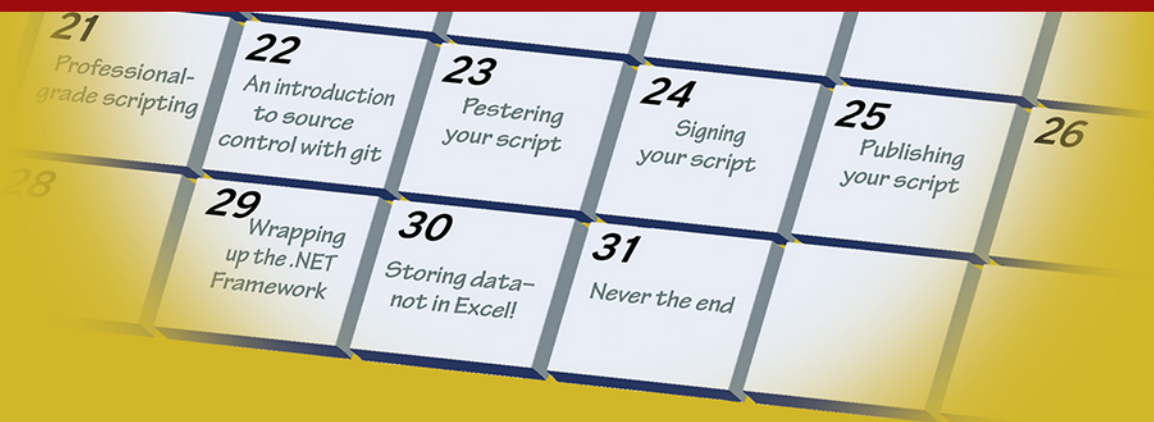 21
Professional-
grade scripting
22
An introduction
to source
control with git
23
Pestering
your script
24
Signing
your script
25
Publishing
your script
26
28
29
Wrapping
up the .NET
Framework
30
Storing data–
not in Excel!
31
Never the end